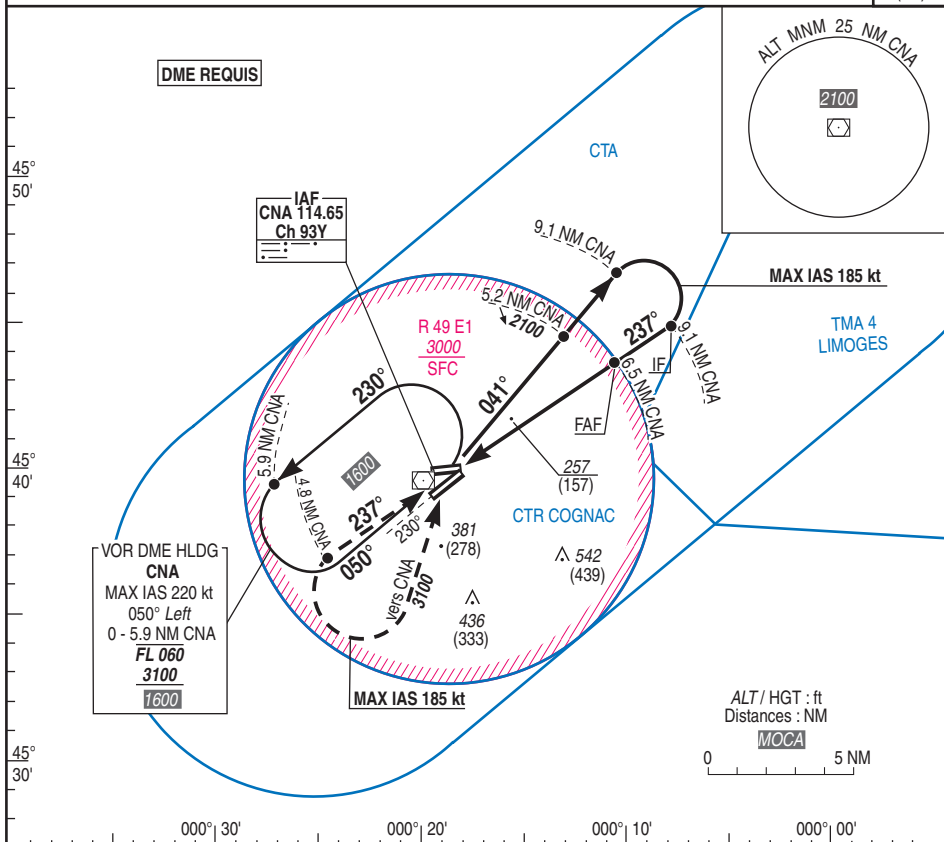 DME REQUIS
ALT MNM 25 NM CNA
2100
45°
50'
CTA
IAF
CNA 114.65
Ch 93Y
9.1 NM CNA
MAX IAS 185 kt
5.2 NM CNA
2100
237°
9.1 NM CNA
IF
TMA 4
LIMOGES
R 49 E1
3000
SFC
6.5 NM CNA
FAF
041°
230°
5.9 NM CNA
45°
40'
1600
257
(157)
4.8 NM CNA
237°
230°
050°
CTR COGNAC
381
(278)
542
(439)
vers CNA
3100
436
(333)
VOR DME HLDG
CNA
MAX IAS 220 kt
050° Left
0 - 5.9 NM CNA
FL 060
3100
1600
MAX IAS 185 kt
ALT / HGT : ft
Distances : NM
MOCA
0 5 NM
45°
30'
000° 30' 000° 20' 000° 10' 000° 00'